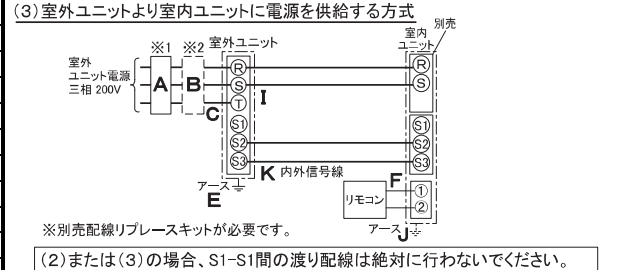 (3)室外ユニットより室内ユニットに電源を供給する方式
別売
※1 ※2 室外ユニット
室内
ユニット
室外
ユニット電源
三相 200V
A B
R
S
T
S1
S2
S3
C
I
R
S
S1
S2
S3
K 内外信号線
アース
E
F
リモコン
①
②
アース
J
※別売配線リプレースキットが必要です。
(2)または(3)の場合、S1-S1間の渡り配線は絶対に行わないでください。